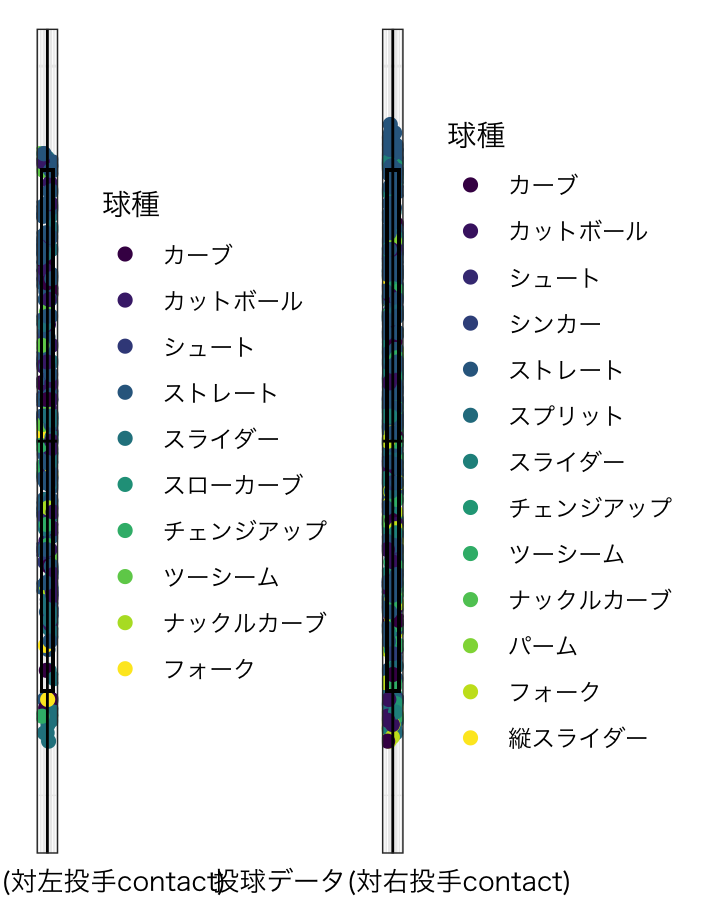 球種
カーブ
カットボール
シュート
ストレート
スライダー
スローカーブ
チェンジアップ
ツーシーム
ナックルカーブ
フォーク
(対左投手contact)
球種
カーブ
カットボール
シュート
シンカー
ストレート
スプリット
スライダー
チェンジアップ
ツーシーム
ナックルカーブ
パーム
フォーク
縦スライダー
投球データ(対右投手contact)